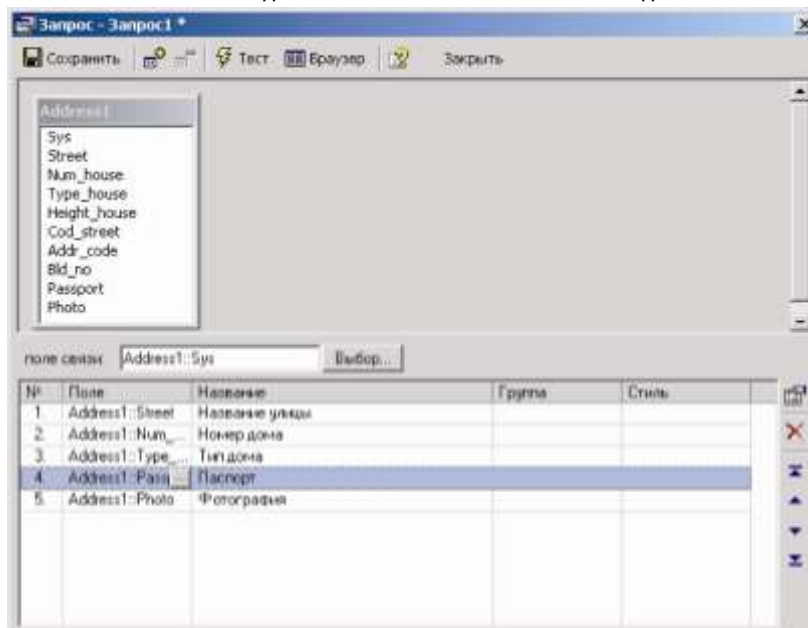 Запрос - Запрос1 *
Сохранить Тест Браузер Закрыть
Address1
Sys
Street
Num_house
Type_house
Height_house
Cod_street
Addr_code
Bld_no
Passport
Photo
поле связи Address1::Sys Выбор...
№ Поле Название Группа Стиль
1. Address1::Street Название улицы
2. Address1::Num_... Номер дома
3. Address1::Type_... Тип дома
4. Address1::Pass ... Паспорт
5. Address1::Photo Фотография